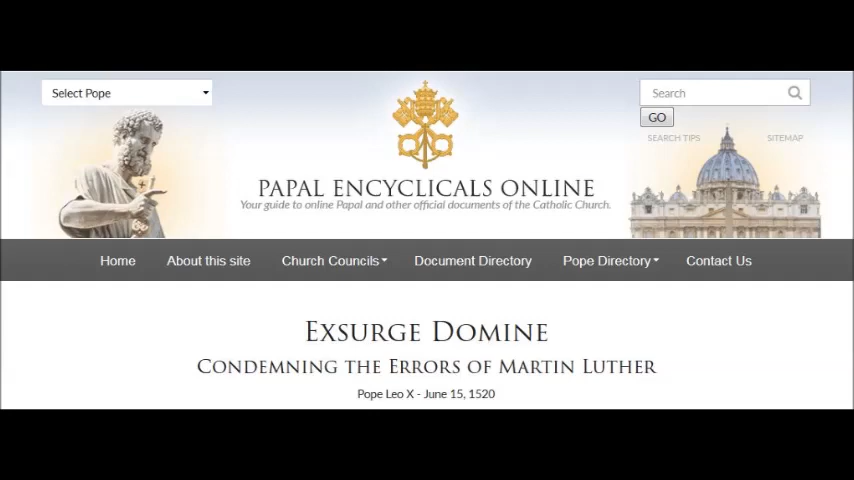 Select Pope
Search
GO
SEARCH TIPS SITEMAP
PAPAL ENCYCLICALS ONLINE
Your guide to online Papal and other official documents of the Catholic Church.
Home About this site Church Councils Document Directory Pope Directory Contact Us
EXSURGE DOMINE
CONDEMNING THE ERRORS OF MARTIN LUTHER
Pope Leo X - June 15, 1520